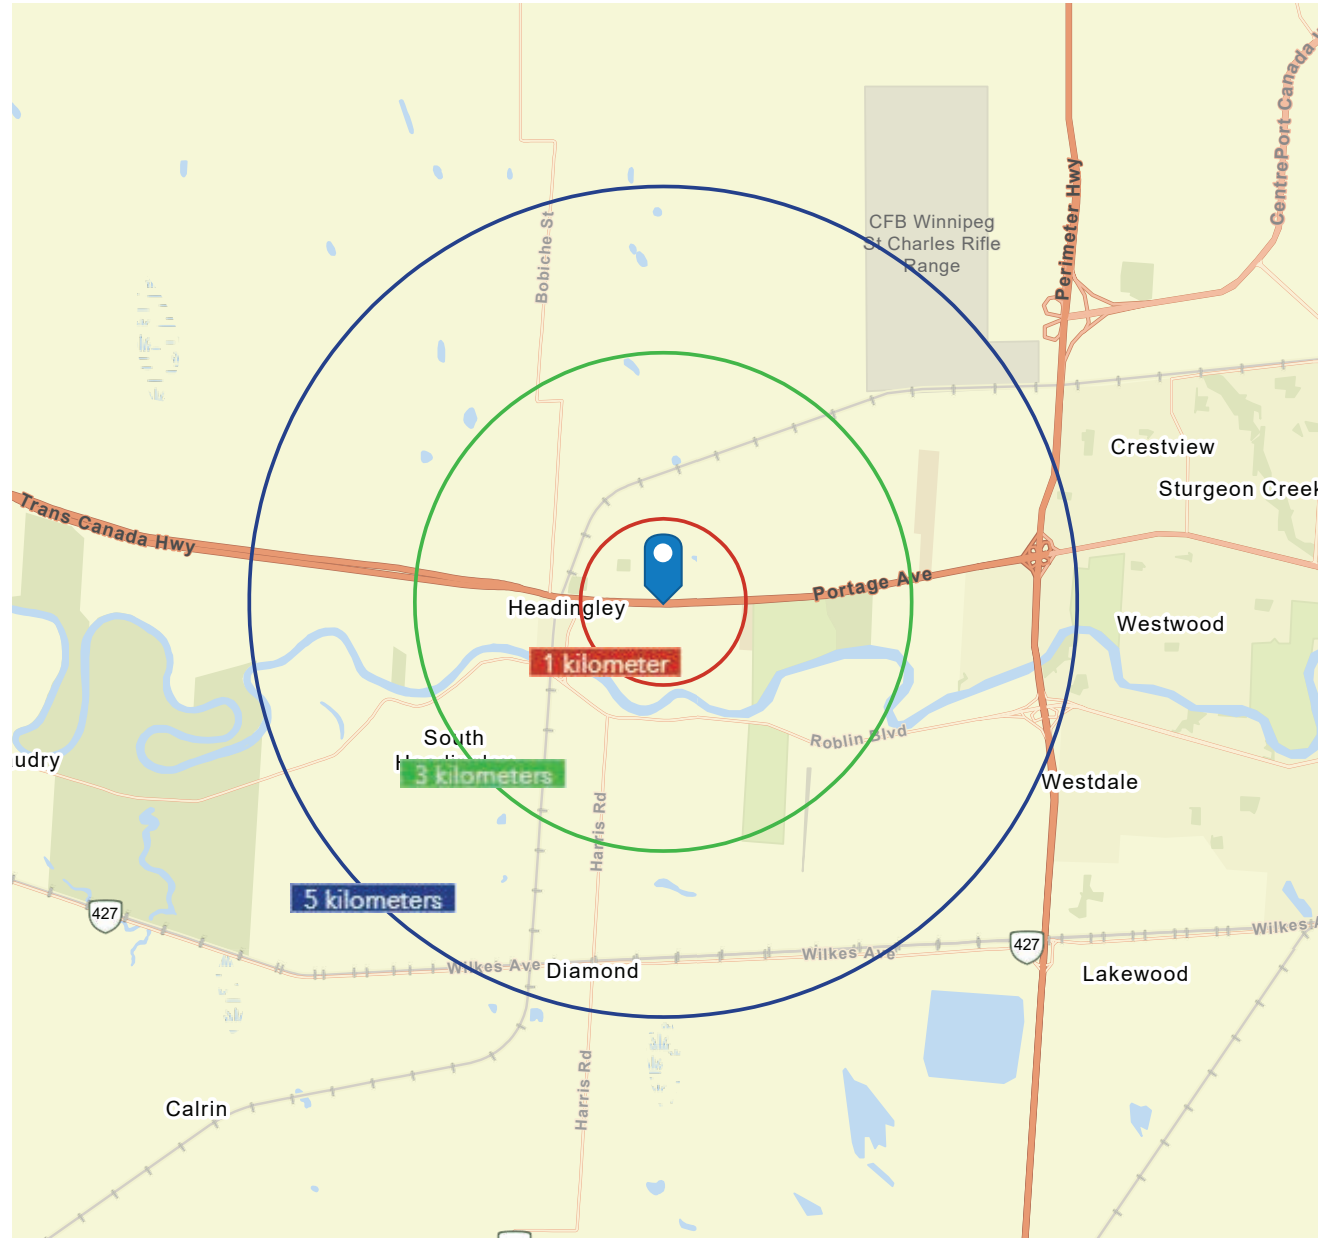 CentrePort Canada
Perimeter Hwy
Bobiche St
CFB Winnipeg
St Charles Rifle
Range
Crestview
Sturgeon Creek
Trans Canada Hwy
Portage Ave
Headingley
Westwood
1 kilometer
Roblin Blvd
South
udry
3 kilometers
Westdale
Harris Rd
5 kilometers
427
427
Wilkes Ave
Wilkes Ave
Wilkes A
Diamond
Lakewood
Harris Rd
Calrin